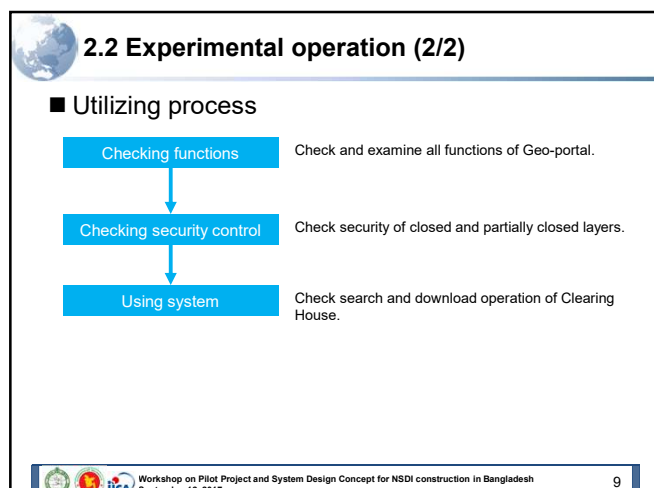 2.2 Experimental operation (2/2)
■ Utilizing process
Checking functions
Check and examine all functions of Geo-portal.
Checking security control
Check security of closed and partially closed layers.
Using system
Check search and download operation of Clearing
House.
Workshop on Pilot Project and System Design Concept for NSDI construction in Bangladesh
9